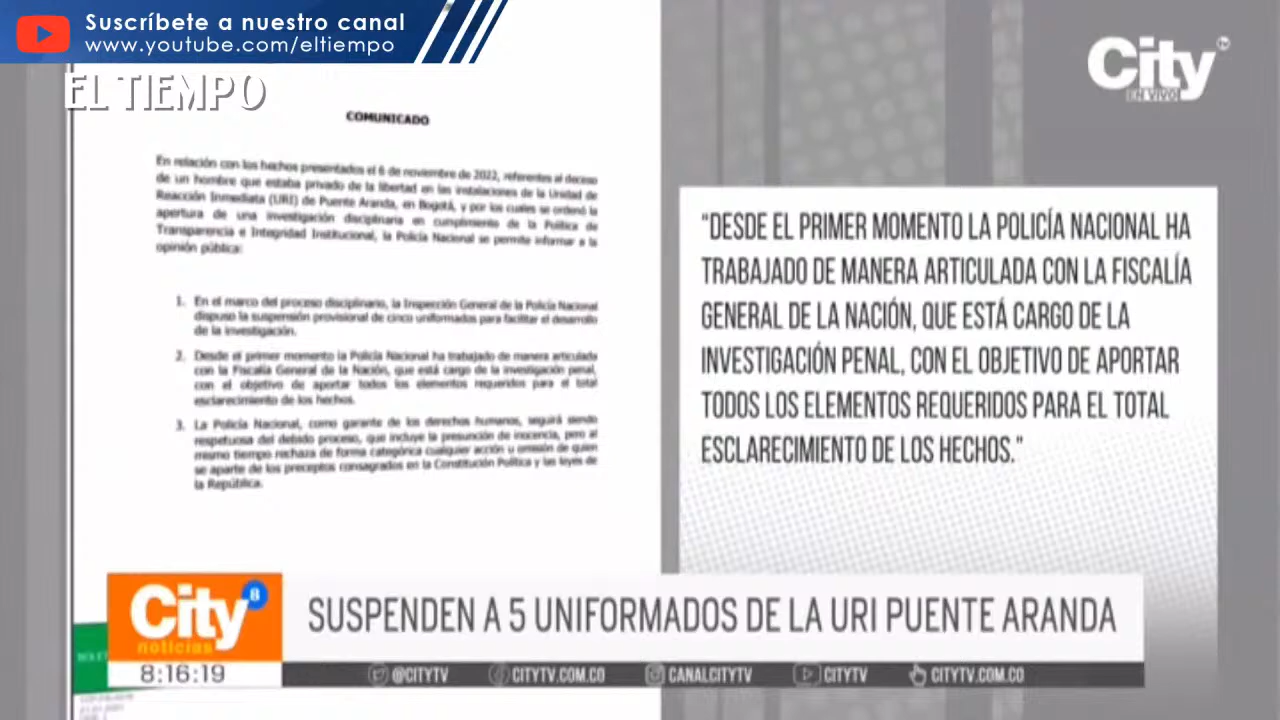 Suscríbete a nuestro canal
www.youtube.com/eltiempo
EL TIEMPO
City
EN VIVO
COMUNICADO
En relación con los hechos presentados el 6 de noviembre de 2022, referentes al deceso
de un hombre que estaba privado de la libertad en las instalaciones de la Unidad de
Reacción Inmediata (URI) de Puente Aranda, en Bogotá, y por los cuales se ordenó la
apertura de una investigación disciplinaria en cumplimiento de la Política de
Transparencia e Integridad Institucional, la Policía Nacional se permite informar a la
opinión pública:
1. En el marco del proceso disciplinario, la Inspección General de la Policía Nacional
dispuso la suspensión provisional de cinco uniformados para facilitar el desarrollo
de la investigación.
2. Desde el primer momento la Policía Nacional ha trabajado de manera articulada
con la Fiscalía General de la Nación, que está cargo de la investigación penal,
con el objetivo de aportar todos los elementos requeridos para el total
esclarecimiento de los hechos.
3. La Policía Nacional, como garante de los derechos humanos, seguirá siendo
respetuosa del debido proceso, que incluye la presunción de inocencia, pero al
mismo tiempo rechaza de forma categórica cualquier acción u omisión de quien
se aparte de los preceptos consagrados en la Constitución Política y las leyes de
la República.
"DESDE EL PRIMER MOMENTO LA POLICÍA NACIONAL HA
TRABAJADO DE MANERA ARTICULADA CON LA FISCALÍA
GENERAL DE LA NACIÓN, QUE ESTÁ CARGO DE LA
INVESTIGACIÓN PENAL, CON EL OBJETIVO DE APORTAR
TODOS LOS ELEMENTOS REQUERIDOS PARA EL TOTAL
ESCLARECIMIENTO DE LOS HECHOS."
City 8
noticias
SUSPENDEN A 5 UNIFORMADOS DE LA URI PUENTE ARANDA
8:16:19
@CITYTV
CITYTV.COM.CO
CANALCITYTV
CITYTV
CITYTV.COM.CO